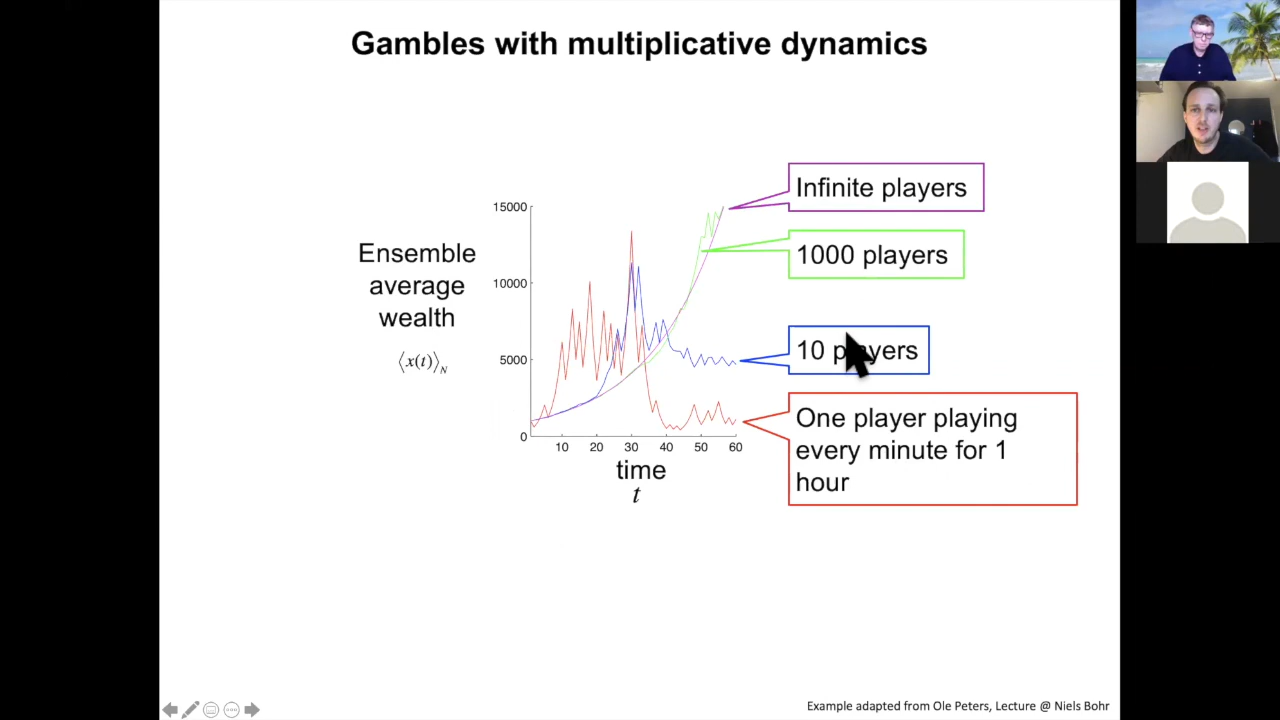 Gambles with multiplicative dynamics
Infinite players
1000 players
10 players
One player playing
every minute for 1
hour
Ensemble
average
wealth
⟨x(t)⟩N
15000
10000
5000
0
10 20 30 40 50 60
time
t
Example adapted from Ole Peters, Lecture @ Niels Bohr